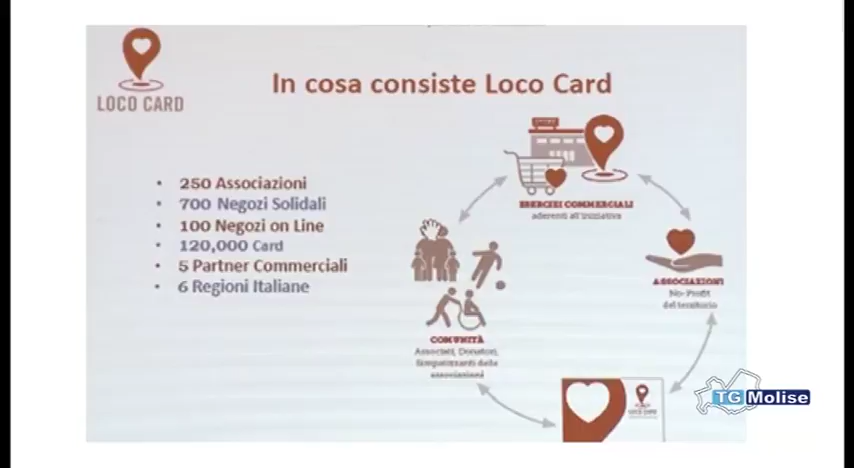 LOCO CARD
In cosa consiste Loco Card
• 250 Associazioni
• 700 Negozi Solidali
• 100 Negozi on Line
• 120,000 Card
• 5 Partner Commerciali
• 6 Regioni Italiane
ESERCIZI COMMERCIALI
aderenti all'iniziativa
ASSOCIAZIONI
No-Profit
del territorio
COMUNITÀ
Associati, Donatori,
Simpatizzanti delle
associazioni
LOCO CARD
TG Molise